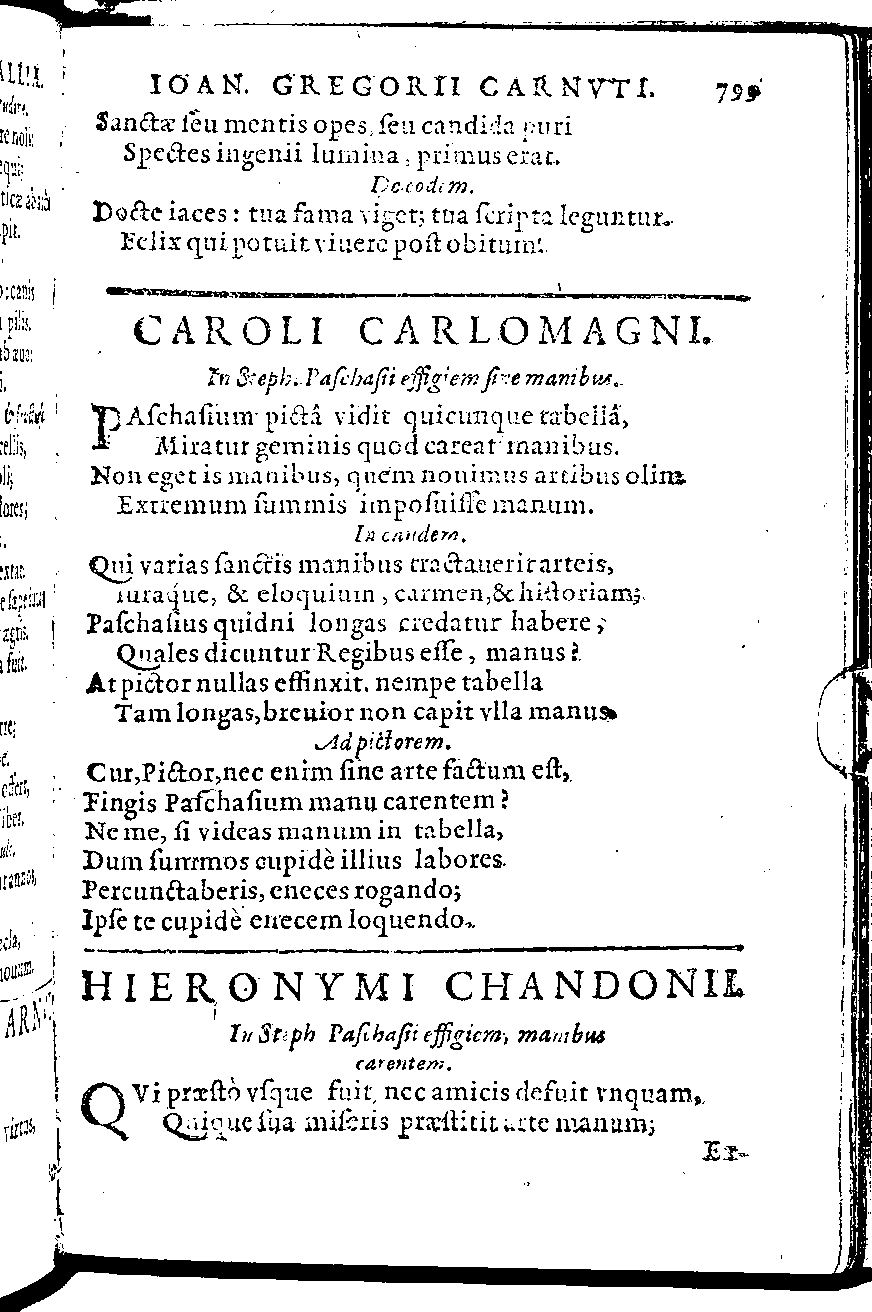 IOAN. GREGORII CARNVTI. 799
Sanctæ seu mentis opes, seu candida puri
Spectes ingenii lumina, primus erat.
De eodem.
Docte iaces: tua fama viget; tua scripta leguntur.
Felix qui potuit viuere post obitum!
CAROLI CARLOMAGNI.
In Steph. Paschasii effigiem sine manibus.
PAschasium pictâ vidit quicunque tabellâ,
Miratur geminis quod careat manibus.
Non eget is manibus, quem nouimus artibus olim
Extremum summis imposuisse manum.
In eandem.
Qui varias sanctis manibus tractauerit arteis,
Iuraque, & eloquium, carmen, & historiam;
Paschasius quidni longas credatur habere,
Quales dicuntur Regibus esse, manus?
At pictor nullas effinxit. nempe tabella
Tam longas, breuior non capit vlla manus.
Ad pictorem.
Cur, Pictor, nec enim sine arte factum est,
Fingis Paschasium manu carentem?
Ne me, si videas manum in tabella,
Dum summos cupidè illius labores
Percunctaberis, eneces rogando;
Ipse te cupidè enecem loquendo.
HIERONYMI CHANDONII.
In Steph Paschasii effigiem, manibus
carentem.
QVi præstò vsque fuit, nec amicis defuit vnquam,
Quique sua miseris præstitit arte manum;
Et-